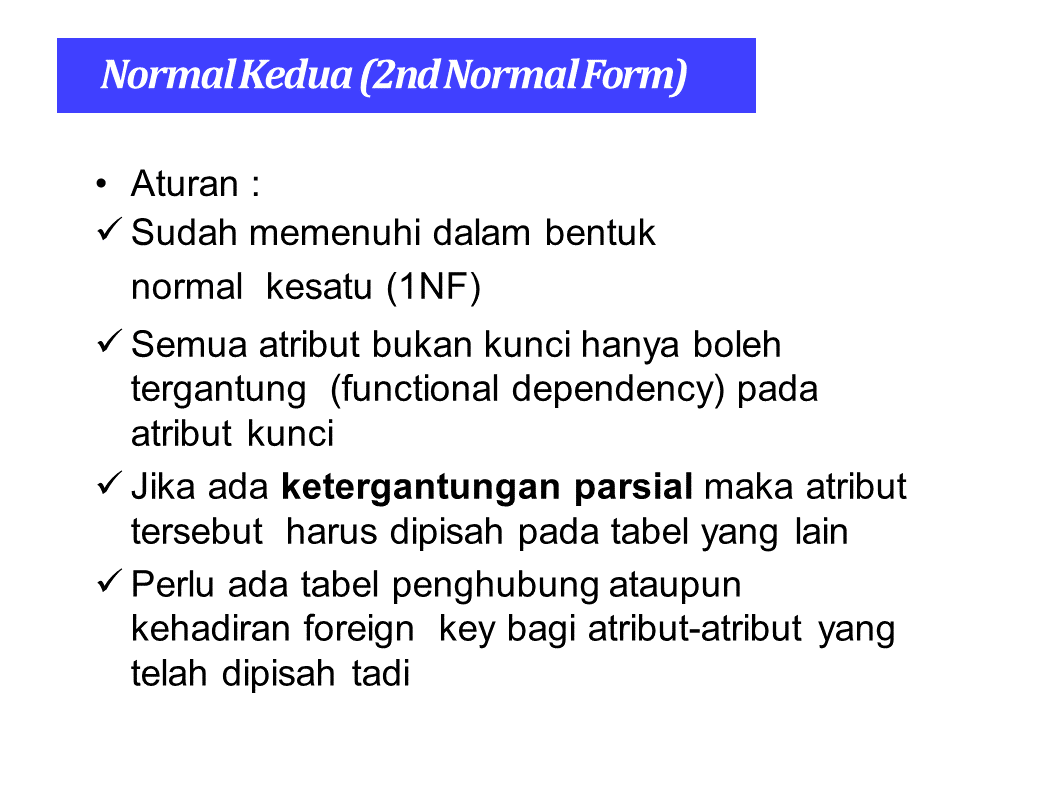 Normal Kedua (2nd Normal Form)
• Aturan :
✓ Sudah memenuhi dalam bentuk
normal kesatu (1NF)
✓ Semua atribut bukan kunci hanya boleh
tergantung (functional dependency) pada
atribut kunci
✓ Jika ada ketergantungan parsial maka atribut
tersebut harus dipisah pada tabel yang lain
✓ Perlu ada tabel penghubung ataupun
kehadiran foreign key bagi atribut-atribut yang
telah dipisah tadi